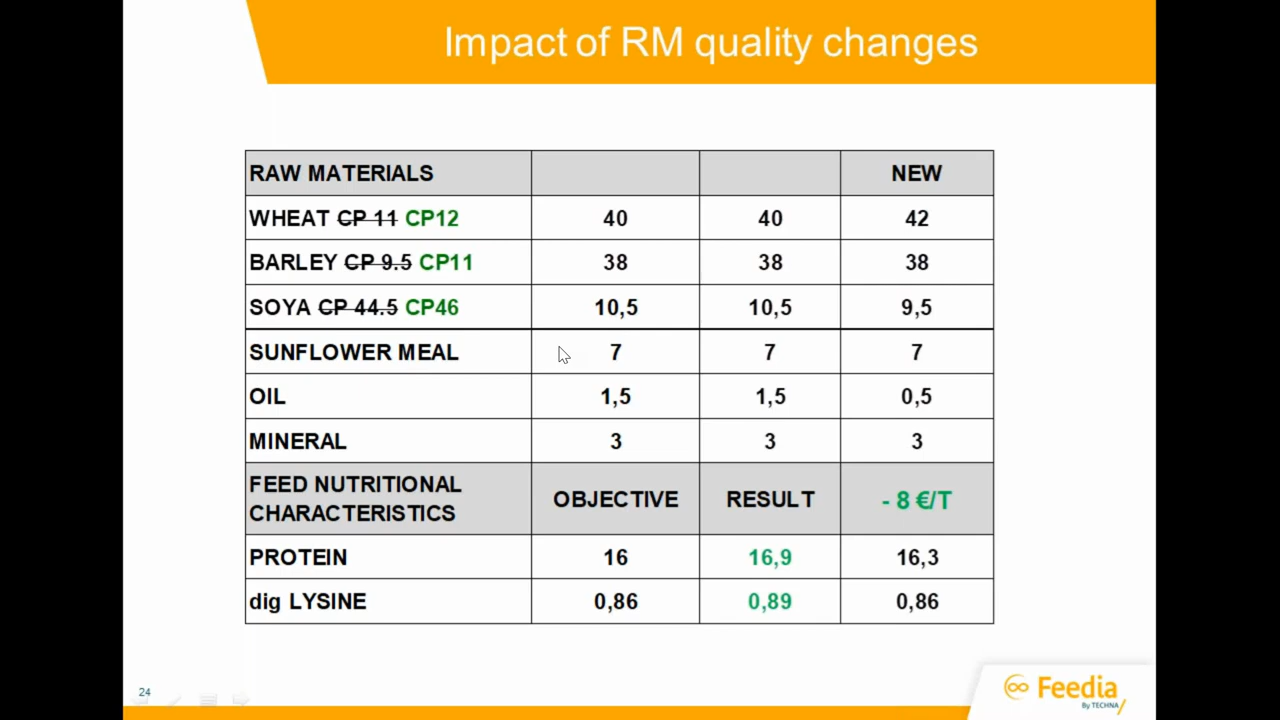 Impact of RM quality changes
RAW MATERIALS NEW
WHEAT CP 11 CP12 40 40 42
BARLEY CP 9.5 CP11 38 38 38
SOYA CP 44.5 CP46 10,5 10,5 9,5
SUNFLOWER MEAL 7 7 7
OIL 1,5 1,5 0,5
MINERAL 3 3 3
FEED NUTRITIONAL
CHARACTERISTICS OBJECTIVE RESULT - 8 €/T
PROTEIN 16 16,9 16,3
dig LYSINE 0,86 0,89 0,86
24
Feedia
By TECHNA